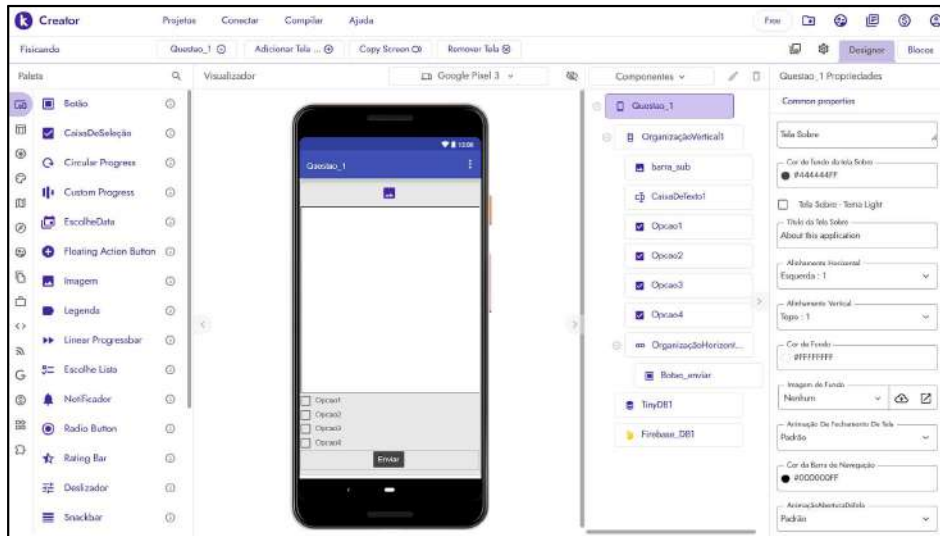 Creator
Projetos
Conectar
Compilar
Ajuda
Fisicando
Questao_1
Adicionar Tela ...
Copy Screen
Remover Tela
Designer
Blocos
Paleta
Visualizador
Google Pixel 3
Componentes
Questao_1 Propriedades
Botão
CaixaDeSeleção
Circular Progress
Custom Progress
EscolheData
Floating Action Button
Imagem
Legenda
Linear Progressbar
Escolhe Lista
Notificador
Radio Button
Rating Bar
Deslizador
Snackbar
Questao_1
Opcao1
Opcao2
Opcao3
Opcao4
Enviar
Questao_1
OrganizaçãoVertical1
barra_sub
CaixaDeTexto1
Opcao1
Opcao2
Opcao3
Opcao4
OrganizaçãoHorizont...
Botao_enviar
TinyDB1
Firebase_DB1
Common properties
Tela Sobre
Cor de fundo da tela Sobre
#444444FF
Tela Sobre - Tema Light
Título da Tela Sobre
About this application
Alinhamento Horizontal
Esquerda : 1
Alinhamento Vertical
Topo : 1
Cor de Fundo
#FFFFFFFF
Imagem de Fundo
Nenhum
Animação De Fechamento De Tela
Padrão
Cor da Barra de Navegação
#000000FF
Padrão